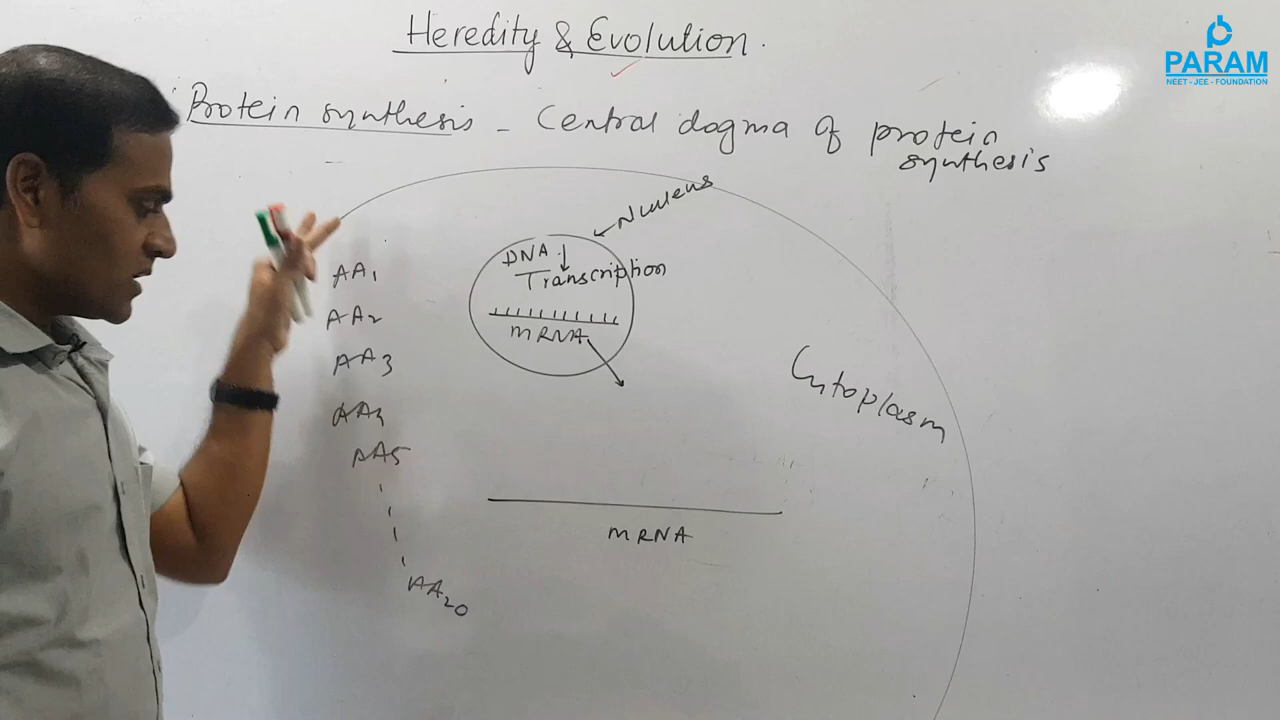 Heredity & Evolution.
PARAM
NEET - JEE - FOUNDATION
Protein synthesis - Central dogma of protein
synthesis
Nucleus
DNA
Transcription
mRNA
AA1
AA2
AA3
AA4
AA5
AA20
Cytoplasm
mRNA